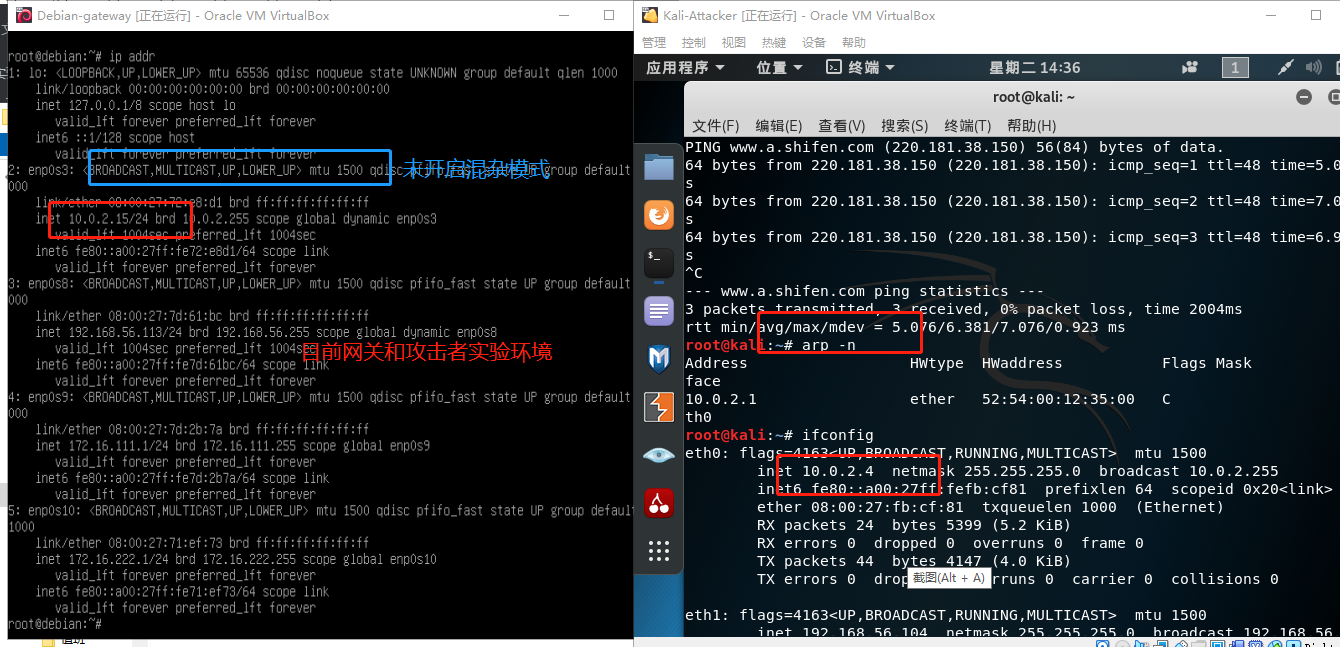 Debian-gateway [正在运行] - Oracle VM VirtualBox
root@debian:~# ip addr
1: lo: <LOOPBACK,UP,LOWER_UP> mtu 65536 qdisc noqueue state UNKNOWN group default qlen 1000
link/loopback 00:00:00:00:00:00 brd 00:00:00:00:00:00
inet 127.0.0.1/8 scope host lo
valid_lft forever preferred_lft forever
inet6 ::1/128 scope host
valid_lft forever preferred_lft forever
2: enp0s3: <BROADCAST,MULTICAST,UP,LOWER_UP> mtu 1500 qdisc pfifo_fast state UP group default
000
未开启混杂模式
link/ether 08:00:27:72:e8:d1 brd ff:ff:ff:ff:ff:ff
inet 10.0.2.15/24 brd 10.0.2.255 scope global dynamic enp0s3
valid_lft 1004sec preferred_lft 1004sec
inet6 fe80::a00:27ff:fe72:e8d1/64 scope link
valid_lft forever preferred_lft forever
3: enp0s8: <BROADCAST,MULTICAST,UP,LOWER_UP> mtu 1500 qdisc pfifo_fast state UP group default
000
link/ether 08:00:27:7d:61:bc brd ff:ff:ff:ff:ff:ff
inet 192.168.56.113/24 brd 192.168.56.255 scope global dynamic enp0s8
valid_lft 1004sec preferred_lft 1004sec
目前网关和攻击者实验环境
inet6 fe80::a00:27ff:fe7d:61bc/64 scope link
valid_lft forever preferred_lft forever
4: enp0s9: <BROADCAST,MULTICAST,UP,LOWER_UP> mtu 1500 qdisc pfifo_fast state UP group default
000
link/ether 08:00:27:7d:2b:7a brd ff:ff:ff:ff:ff:ff
inet 172.16.111.1/24 brd 172.16.111.255 scope global enp0s9
valid_lft forever preferred_lft forever
inet6 fe80::a00:27ff:fe7d:2b7a/64 scope link
valid_lft forever preferred_lft forever
5: enp0s10: <BROADCAST,MULTICAST,UP,LOWER_UP> mtu 1500 qdisc pfifo_fast state UP group defaul
1000
link/ether 08:00:27:71:ef:73 brd ff:ff:ff:ff:ff:ff
inet 172.16.222.1/24 brd 172.16.222.255 scope global enp0s10
valid_lft forever preferred_lft forever
inet6 fe80::a00:27ff:fe71:ef73/64 scope link
valid_lft forever preferred_lft forever
root@debian:~#
Kali-Attacker [正在运行] - Oracle VM VirtualBox
管理 控制 视图 热键 设备 帮助
应用程序 位置 终端 星期二 14:36 1
root@kali: ~
文件(F) 编辑(E) 查看(V) 搜索(S) 终端(T) 帮助(H)
PING www.a.shifen.com (220.181.38.150) 56(84) bytes of data.
64 bytes from 220.181.38.150 (220.181.38.150): icmp_seq=1 ttl=48 time=5.0
s
64 bytes from 220.181.38.150 (220.181.38.150): icmp_seq=2 ttl=48 time=7.0
s
64 bytes from 220.181.38.150 (220.181.38.150): icmp_seq=3 ttl=48 time=6.9
s
^C
--- www.a.shifen.com ping statistics ---
3 packets transmitted, 3 received, 0% packet loss, time 2004ms
rtt min/avg/max/mdev = 5.076/6.381/7.076/0.923 ms
root@kali:~# arp -n
Address HWtype HWaddress Flags Mask
face
10.0.2.1 ether 52:54:00:12:35:00 C
th0
root@kali:~# ifconfig
eth0: flags=4163<UP,BROADCAST,RUNNING,MULTICAST> mtu 1500
inet 10.0.2.4 netmask 255.255.255.0 broadcast 10.0.2.255
inet6 fe80::a00:27ff:fefb:cf81 prefixlen 64 scopeid 0x20<link>
ether 08:00:27:fb:cf:81 txqueuelen 1000 (Ethernet)
RX packets 24 bytes 5399 (5.2 KiB)
RX errors 0 dropped 0 overruns 0 frame 0
TX packets 44 bytes 4147 (4.0 KiB)
TX errors 0 drop rruns 0 carrier 0 collisions 0
截图(Alt + A)
eth1: flags=4163<UP,BROADCAST,RUNNING,MULTICAST> mtu 1500
inet 192.168.56.104 netmask 255.255.255.0 broadcast 192.168.56